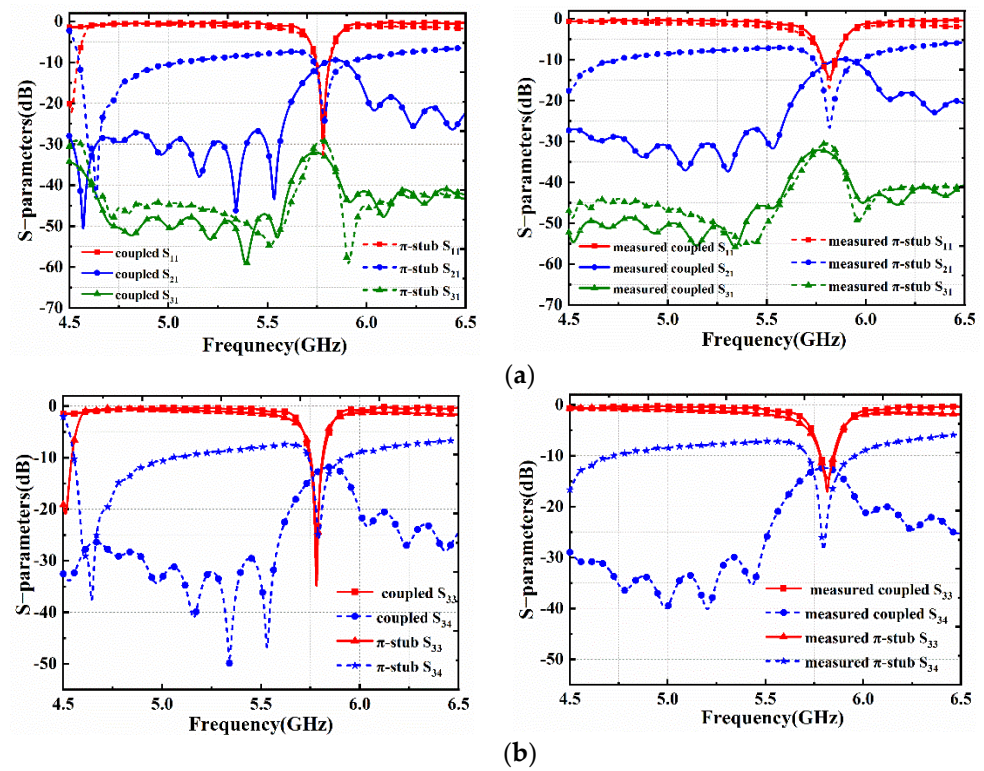 S−parameters(dB)
0
-10
-20
-30
-40
-50
-60
-70
coupled S11
coupled S21
coupled S31
π-stub S11
π-stub S21
π-stub S31
4.5 5.0 5.5 6.0 6.5
Frequnecy(GHz)
S−parameters(dB)
0
-10
-20
-30
-40
-50
-60
-70
measured coupled S11
measured coupled S21
measured coupled S31
measured π-stub S11
measured π-stub S21
measured π-stub S31
4.5 5.0 5.5 6.0 6.5
Frequency(GHz)
(a)
S−parameters(dB)
0
-10
-20
-30
-40
-50
coupled S33
coupled S34
π-stub S33
π-stub S34
4.5 5.0 5.5 6.0 6.5
Frequency(GHz)
S−parameters(dB)
0
-10
-20
-30
-40
-50
measured coupled S33
measured coupled S34
measured π-stub S33
measured π-stub S34
4.5 5.0 5.5 6.0 6.5
Frequency(GHz)
(b)